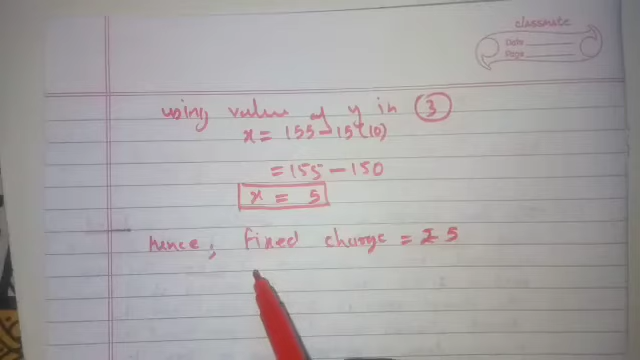 classmate
Date
Page
using value of y in 3
x = 155 - 15(10)
= 155 - 150
x = 5
hence, fixed charge = ₹ 5